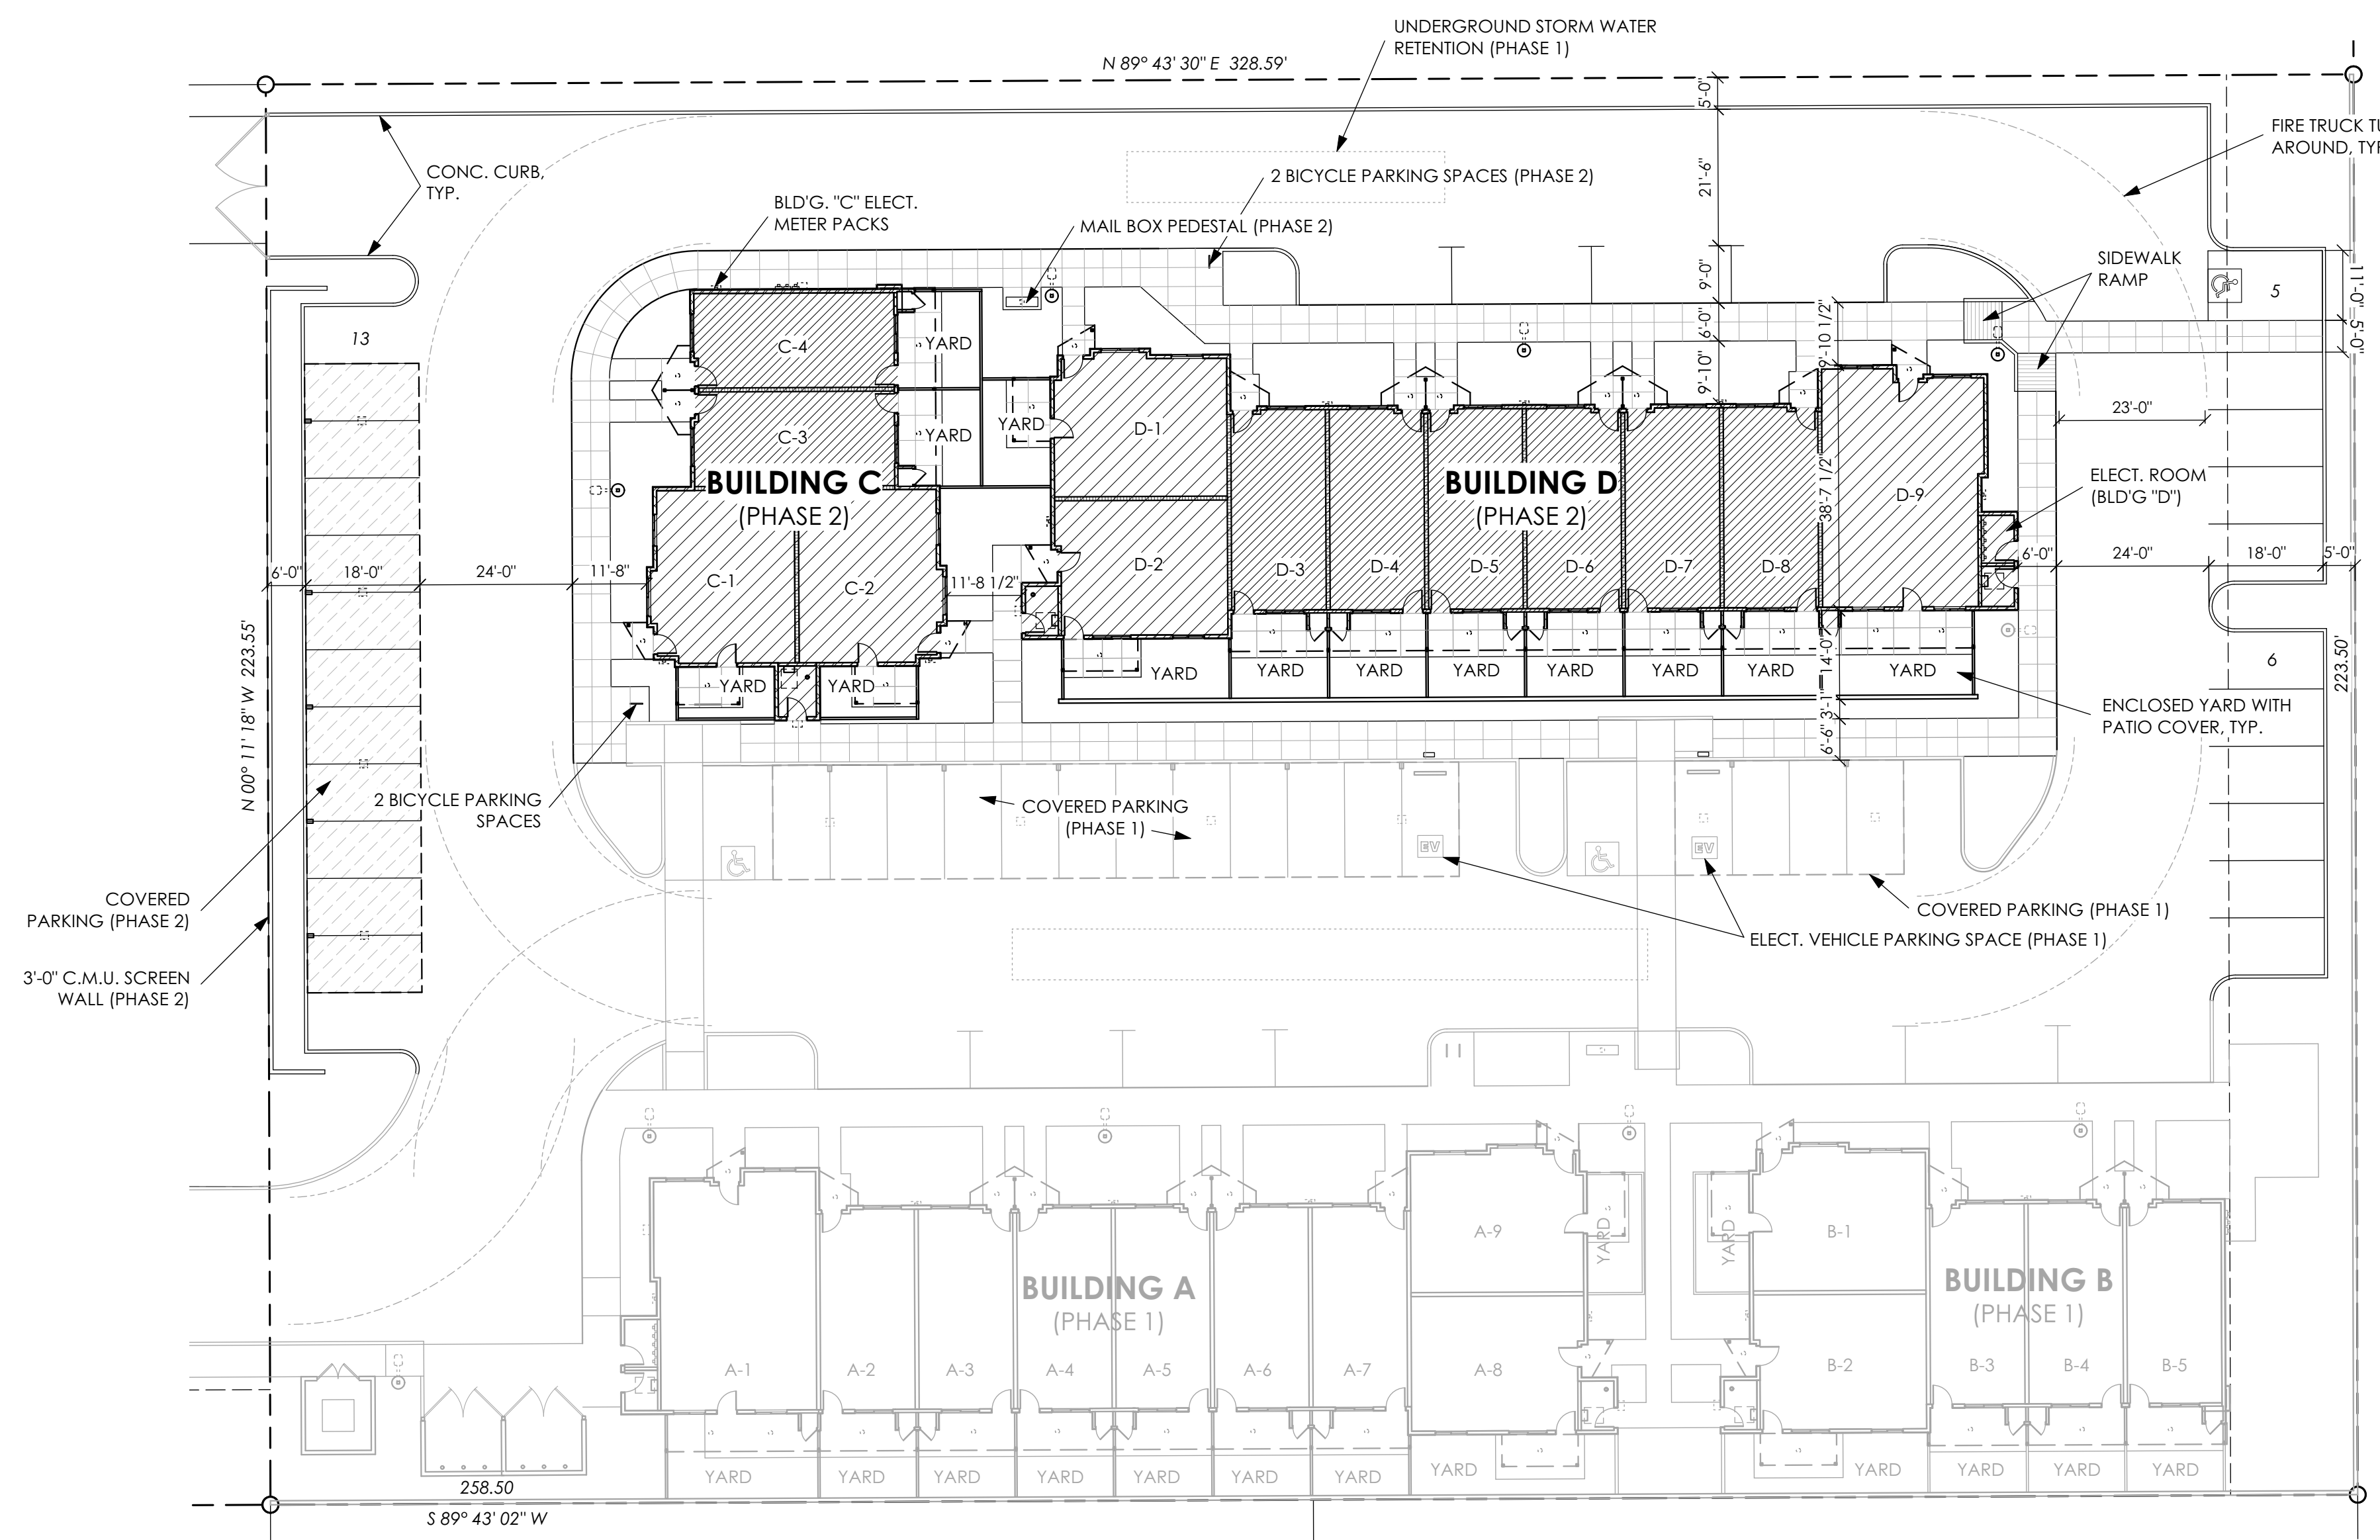 UNDERGROUND STORM WATER
RETENTION (PHASE 1)
N 89° 43' 30" E  328.59'
5'-0"
FIRE TRUCK TU
AROUND, TYP
CONC. CURB,
TYP.
21'-6"
2 BICYCLE PARKING SPACES (PHASE 2)
BLD'G. "C" ELECT.
METER PACKS
MAIL BOX PEDESTAL (PHASE 2)
SIDEWALK
RAMP
9'-0"
11'-0"
5'-0"
5
13
6'-0"
9'-10 1/2"
9'-10"
C-4
YARD
C-3
YARD
YARD
D-1
23'-0"
BUILDING C
(PHASE 2)
BUILDING D
(PHASE 2)
38'-7 1/2"
D-9
ELECT. ROOM
(BLD'G "D")
6'-0"
18'-0"
24'-0"
11'-8"
C-1
C-2
11'-8 1/2"
D-2
D-3
D-4
D-5
D-6
D-7
D-8
6'-0"
24'-0"
18'-0"
5'-0"
N 00° 11' 18" W  223.55'
223.50'
YARD
YARD
YARD
YARD
YARD
YARD
YARD
YARD
YARD
YARD
14'-0"
3'-1"
6'-6"
6
ENCLOSED YARD WITH
PATIO COVER, TYP.
2 BICYCLE PARKING
SPACES
COVERED PARKING
(PHASE 1)
EV
EV
COVERED
PARKING (PHASE 2)
COVERED PARKING (PHASE 1)
ELECT. VEHICLE PARKING SPACE (PHASE 1)
3'-0" C.M.U. SCREEN
WALL (PHASE 2)
A-9
YARD
YARD
B-1
BUILDING A
(PHASE 1)
BUILDING B
(PHASE 1)
A-1
A-2
A-3
A-4
A-5
A-6
A-7
A-8
B-2
B-3
B-4
B-5
YARD
YARD
YARD
YARD
YARD
YARD
YARD
YARD
YARD
YARD
YARD
YARD
258.50
S 89° 43' 02" W